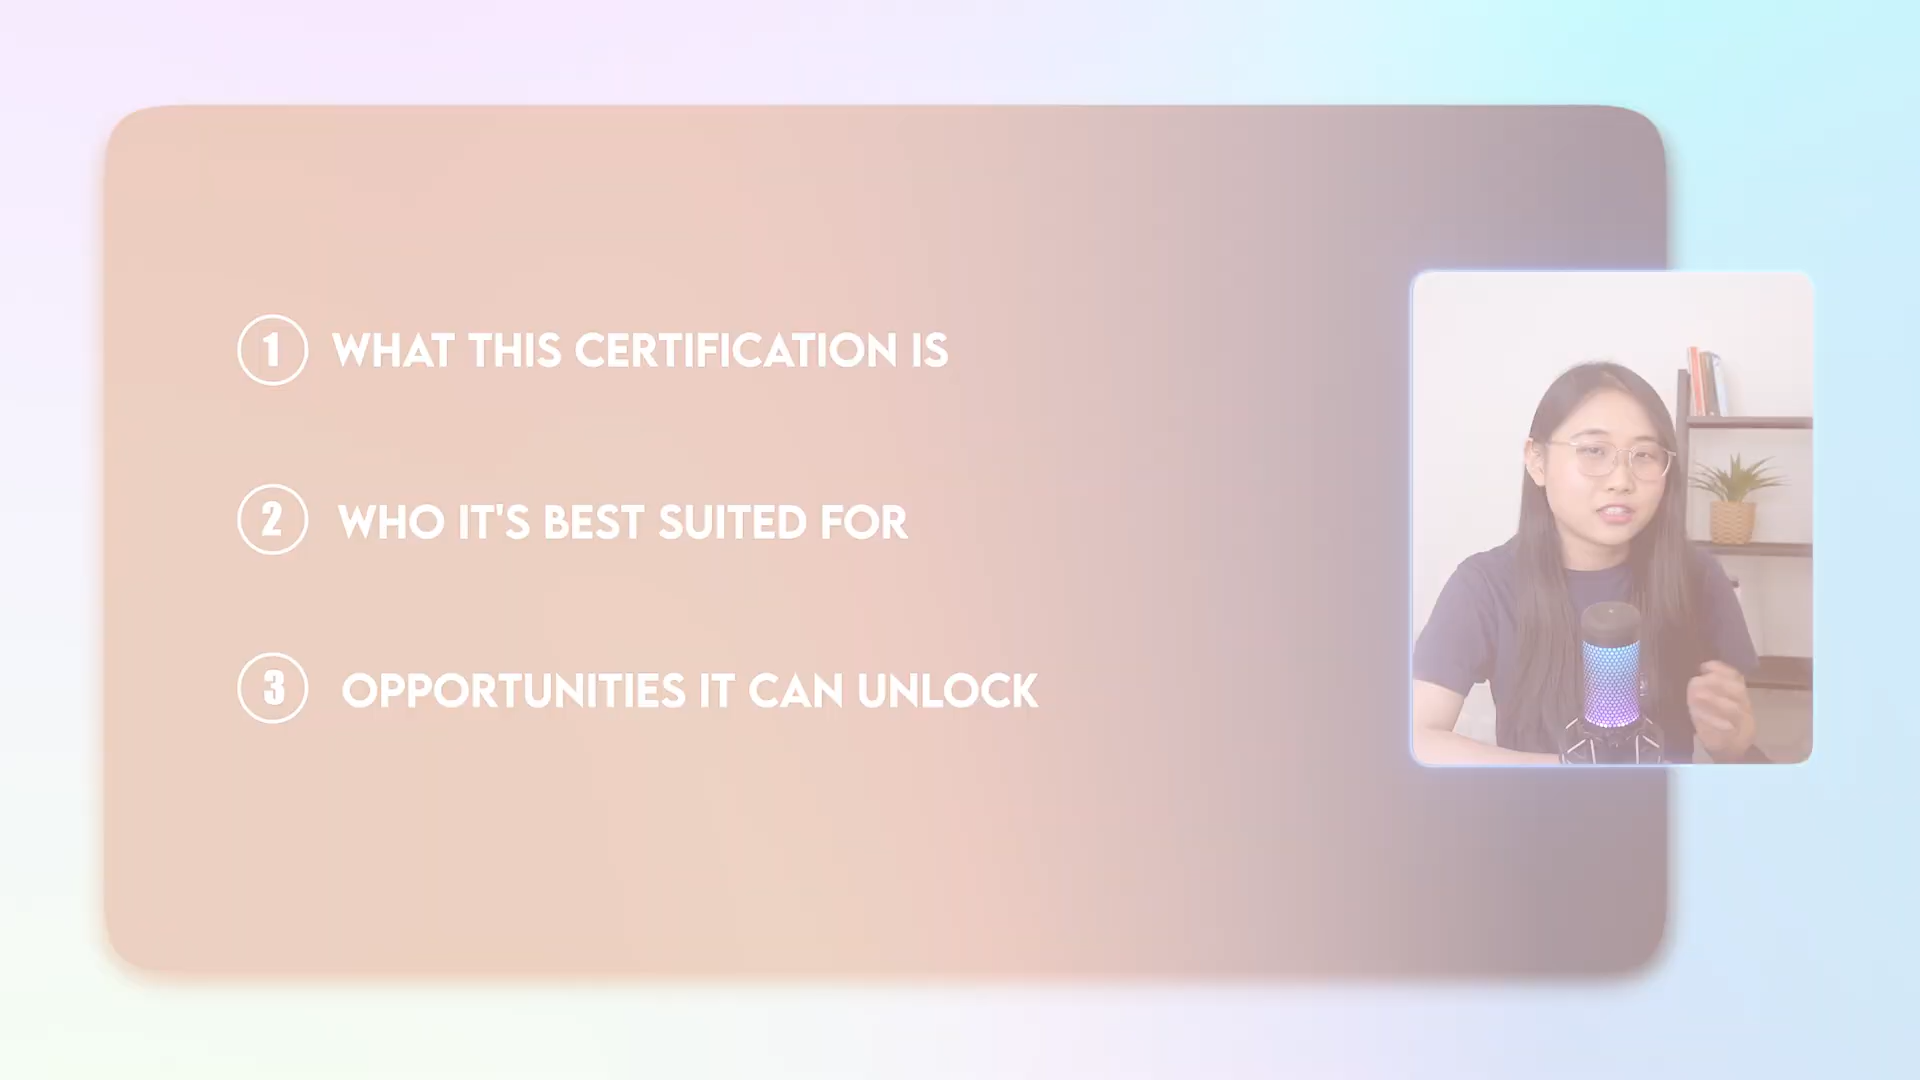 1 WHAT THIS CERTIFICATION IS
2 WHO IT'S BEST SUITED FOR
3 OPPORTUNITIES IT CAN UNLOCK